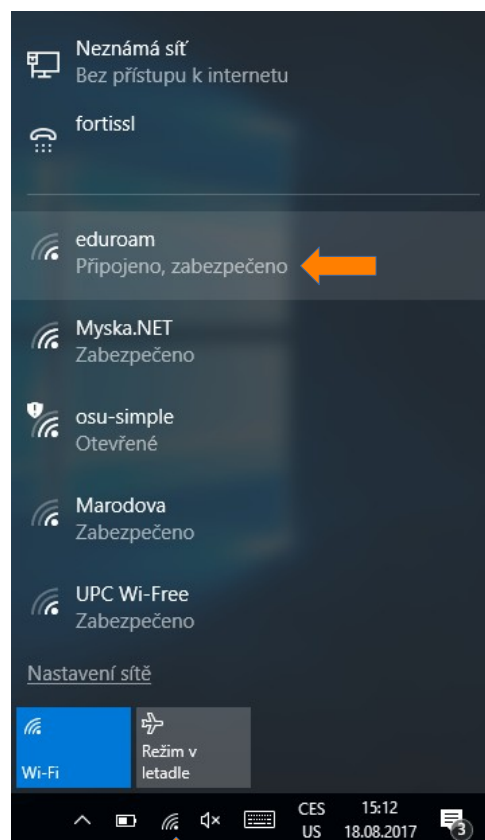 Neznámá síť
Bez přístupu k internetu
fortissl
eduroam
Připojeno, zabezpečeno
Myska.NET
Zabezpečeno
osu-simple
Otevřené
Marodova
Zabezpečeno
UPC Wi-Free
Zabezpečeno
Nastavení sítě
Wi-Fi
Režim v
letadle
CES
US
15:12
18.08.2017
3